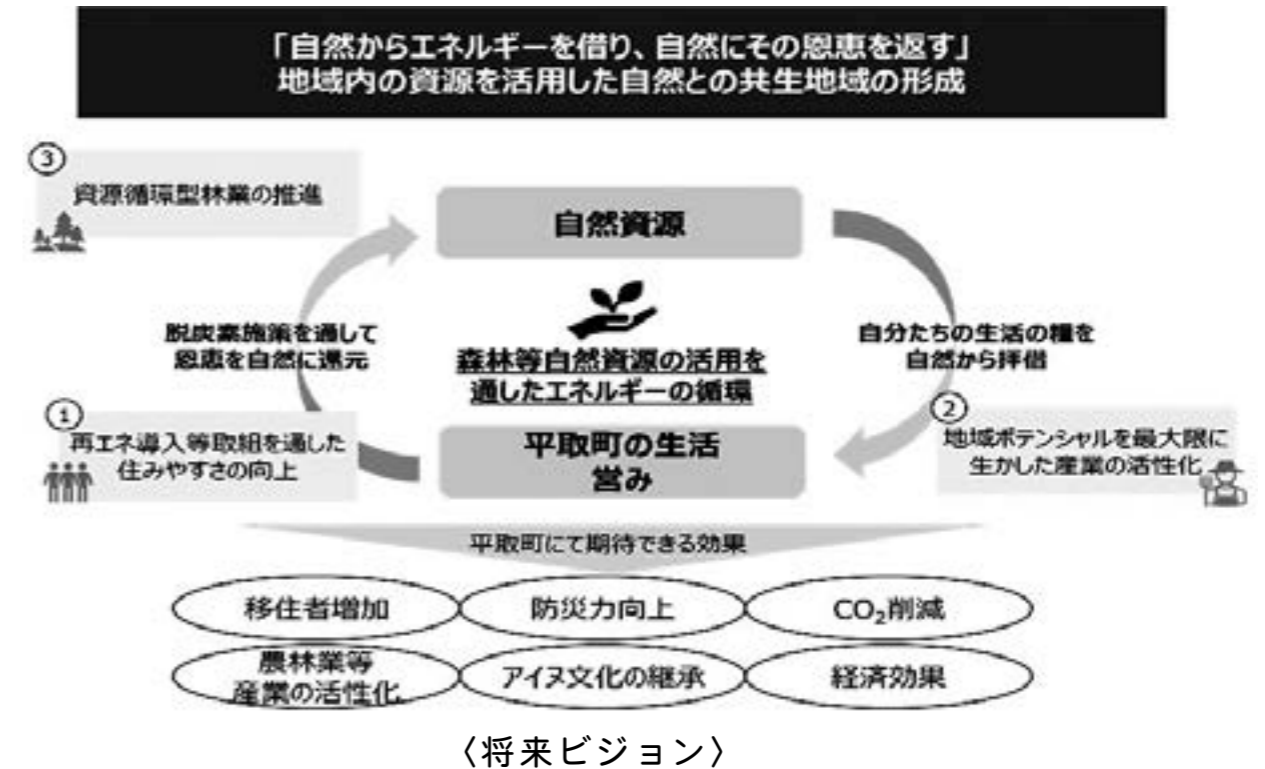 「自然からエネルギーを借り、自然にその恩恵を返す」
地域内の資源を活用した自然との共生地域の形成
③
資源循環型林業の推進
自然資源
脱炭素施策を通して
恩恵を自然に還元
森林等自然資源の活用を
通したエネルギーの循環
自分たちの生活の糧を
自然から拝借
①
再エネ導入等取組を通した
住みやすさの向上
平取町の生活
営み
②
地域ポテンシャルを最大限に
生かした産業の活性化
平取町にて期待できる効果
移住者増加
防災力向上
CO₂削減
農林業等
産業の活性化
アイヌ文化の継承
経済効果
〈将来ビジョン〉